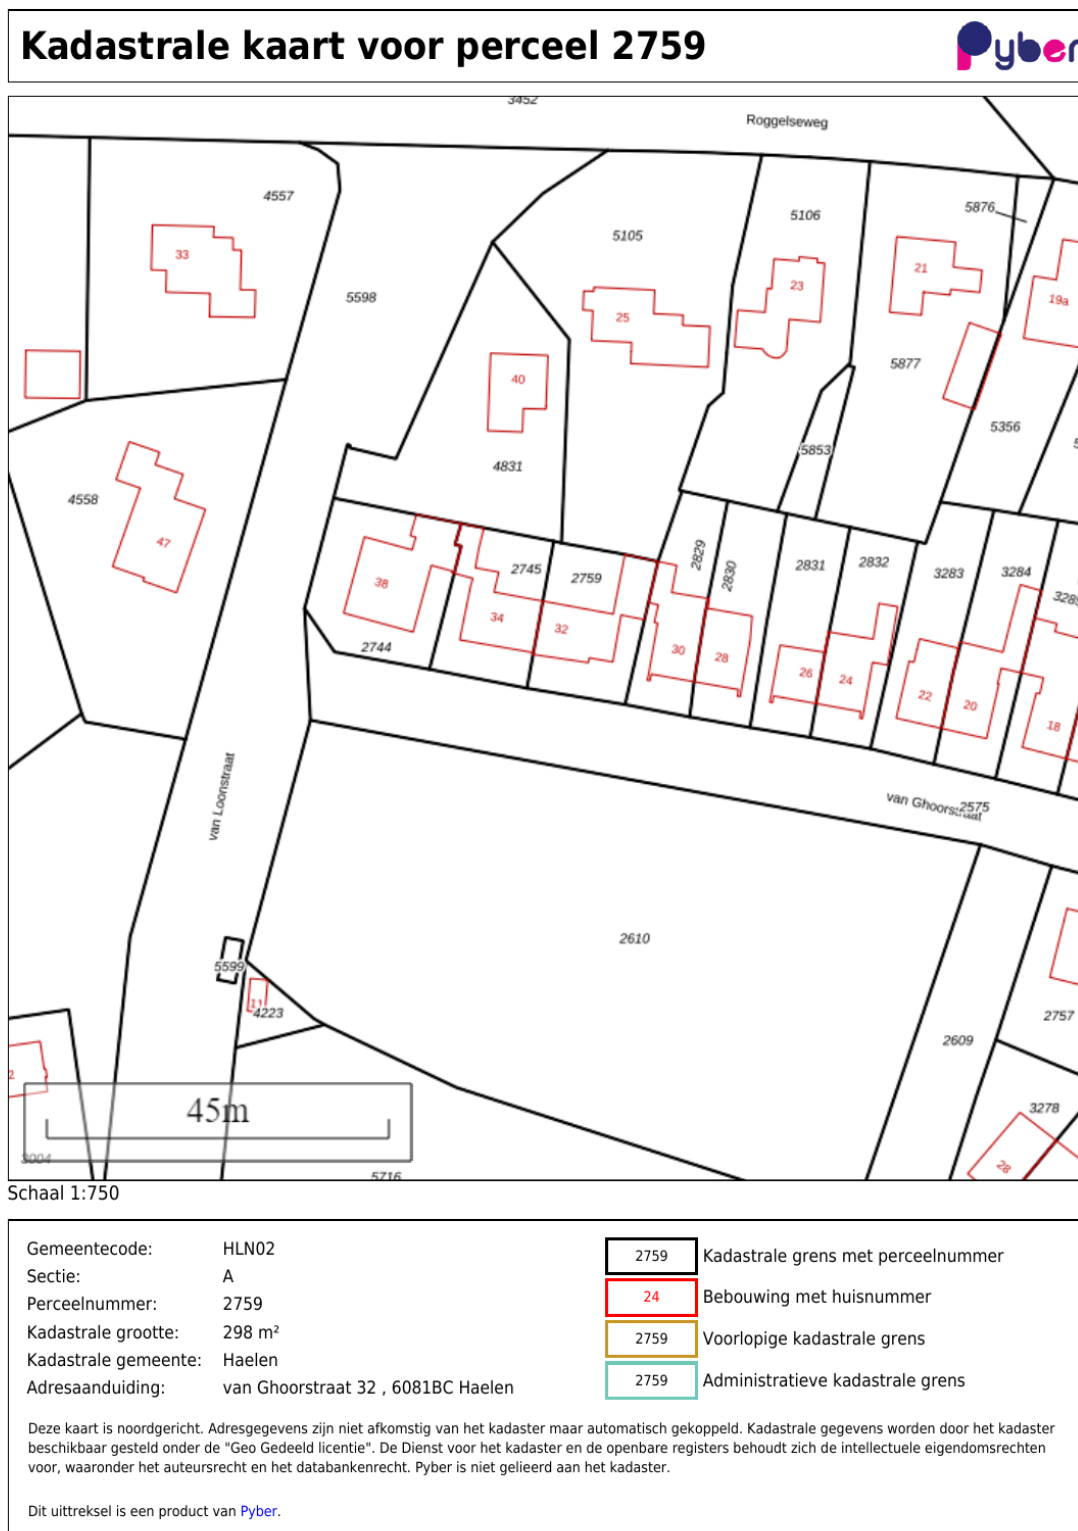 Kadastrale kaart voor perceel 2759
Pyber
3452
Roggelseweg
4557
5876
5106
5105
33
21
23
5598
19a
25
5877
40
5356
5853
4831
4558
47
2829
2745
2759
2830
2831
2832
3283
3284
38
3285
34
32
2744
30
28
26
24
22
20
18
van Loonstraat
van Ghoorstraat
2575
2610
5599
11
4223
2757
2609
2
3278
45m
3004
28
5716
Schaal 1:750
Gemeentecode: HLN02
Sectie: A
Perceelnummer: 2759
Kadastrale grootte: 298 m²
Kadastrale gemeente: Haelen
Adresaanduiding: van Ghoorstraat 32 , 6081BC Haelen
2759 Kadastrale grens met perceelnummer
24 Bebouwing met huisnummer
2759 Voorlopige kadastrale grens
2759 Administratieve kadastrale grens
Deze kaart is noordgericht. Adresgegevens zijn niet afkomstig van het kadaster maar automatisch gekoppeld. Kadastrale gegevens worden door het kadaster
beschikbaar gesteld onder de "Geo Gedeeld licentie". De Dienst voor het kadaster en de openbare registers behoudt zich de intellectuele eigendomsrechten
voor, waaronder het auteursrecht en het databankenrecht. Pyber is niet gelieerd aan het kadaster.
Dit uittreksel is een product van Pyber.